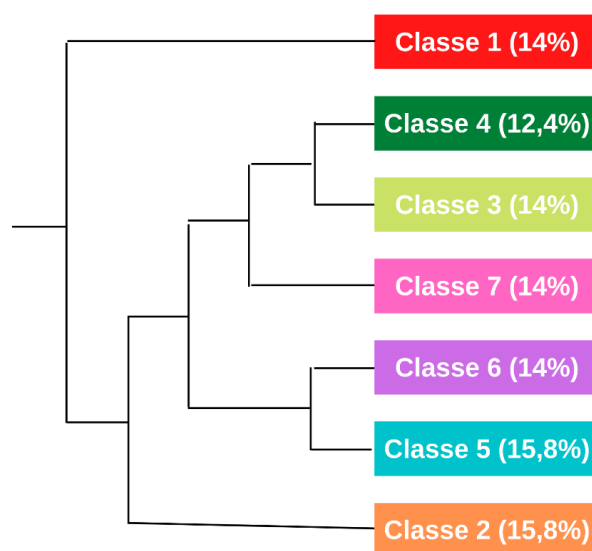 Classe 1 (14%)
Classe 4 (12,4%)
Classe 3 (14%)
Classe 7 (14%)
Classe 6 (14%)
Classe 5 (15,8%)
Classe 2 (15,8%)